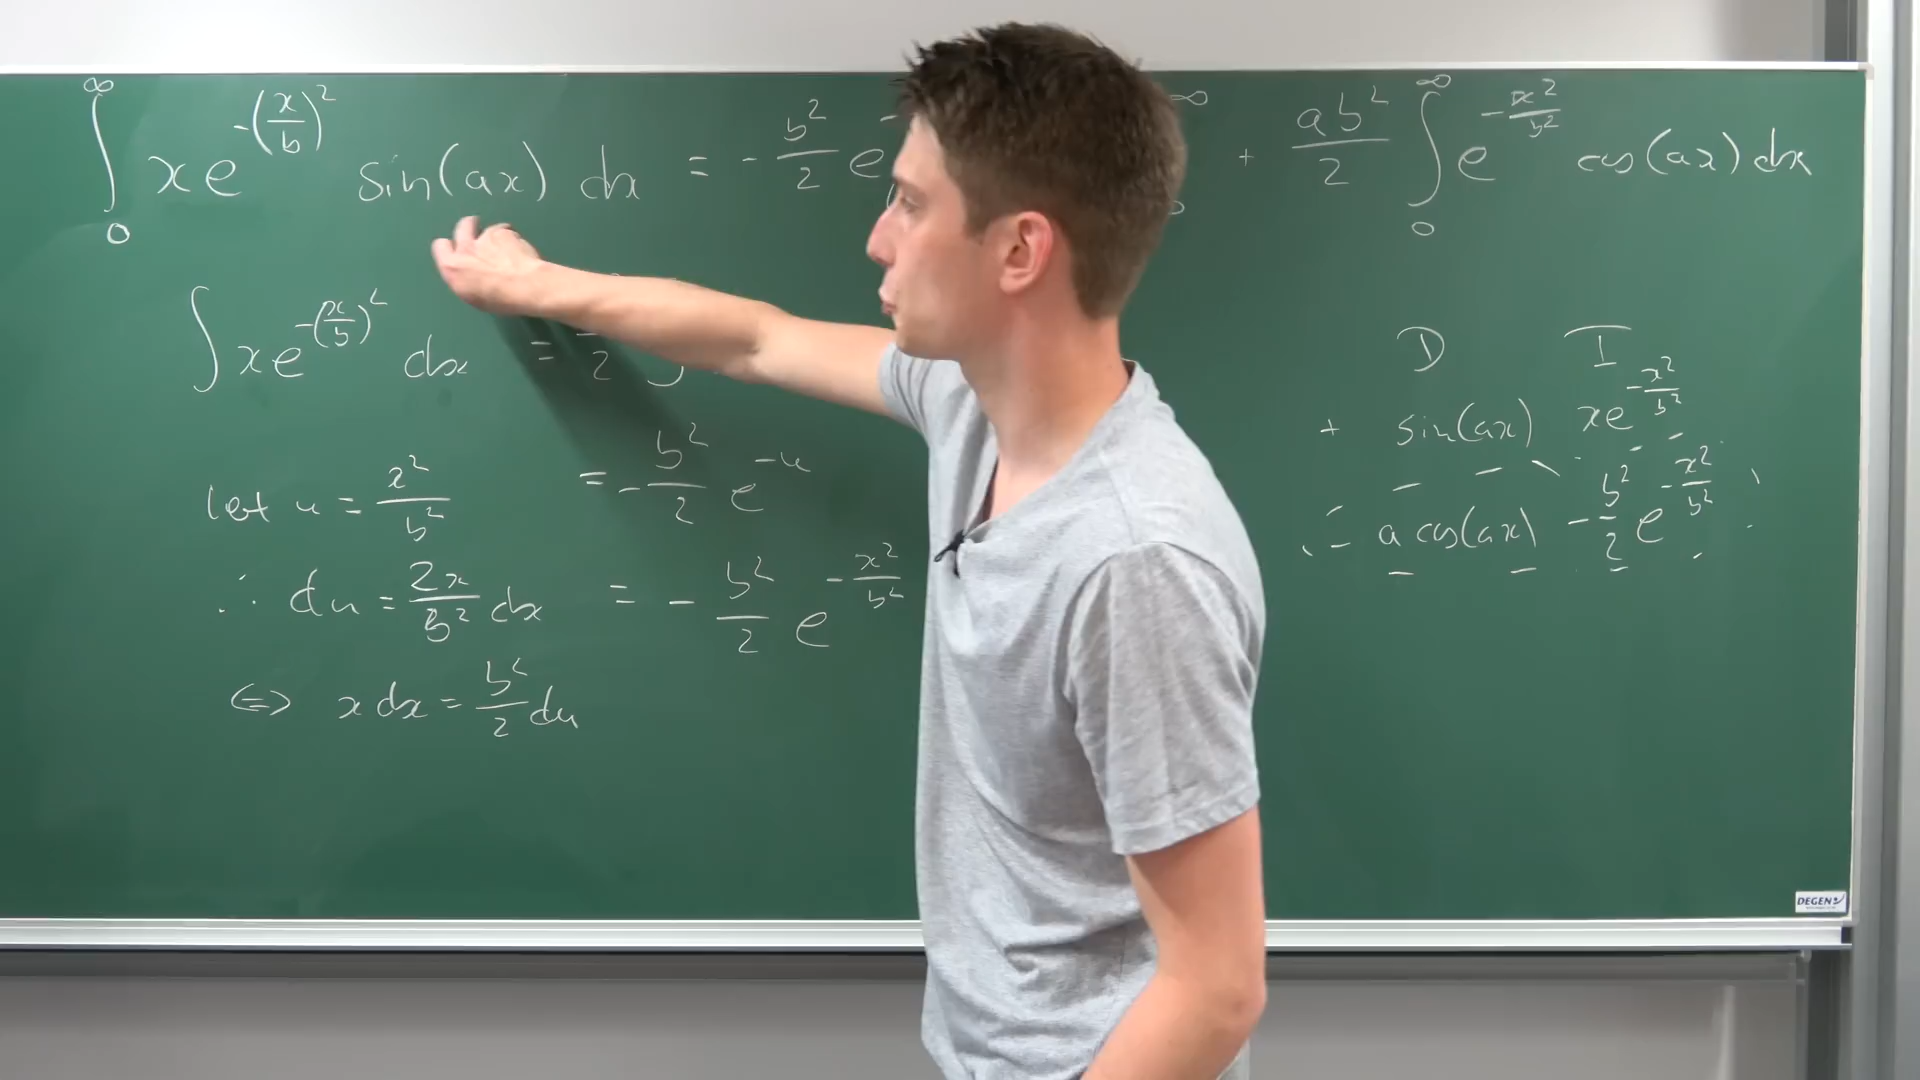 ∫₀^∞ x e^{-(x/b)²} sin(ax) dx = - b²/2 e ∞ + ab²/2 ∫₀^∞ e^{-x²/b²} cos(ax) dx
∫ x e^{-(x/b)²} dx = 2
D I
+ sin(ax) x e^{-x²/b²}
let u = x²/b² = - b²/2 e^{-u}
- a cos(ax) - b²/2 e^{-x²/b²}
∴ du = 2x/b² dx = - b²/2 e^{-x²/b²}
⇔ x dx = b²/2 du
DEGEN